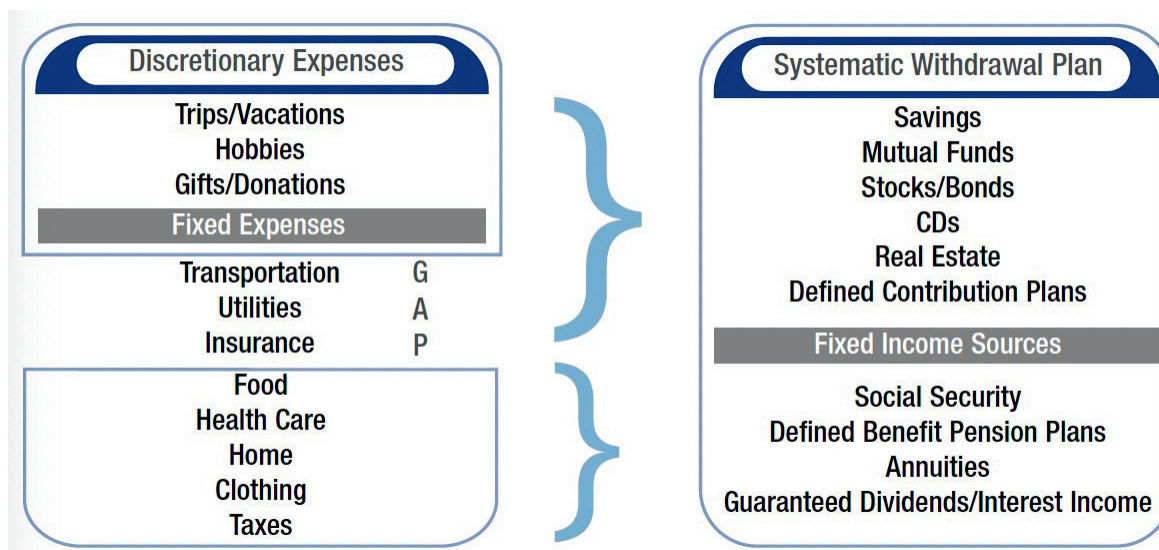 Discretionary Expenses
Trips/Vacations
Hobbies
Gifts/Donations
Fixed Expenses
Transportation G
Utilities A
Insurance P
Food
Health Care
Home
Clothing
Taxes
Systematic Withdrawal Plan
Savings
Mutual Funds
Stocks/Bonds
CDs
Real Estate
Defined Contribution Plans
Fixed Income Sources
Social Security
Defined Benefit Pension Plans
Annuities
Guaranteed Dividends/Interest Income